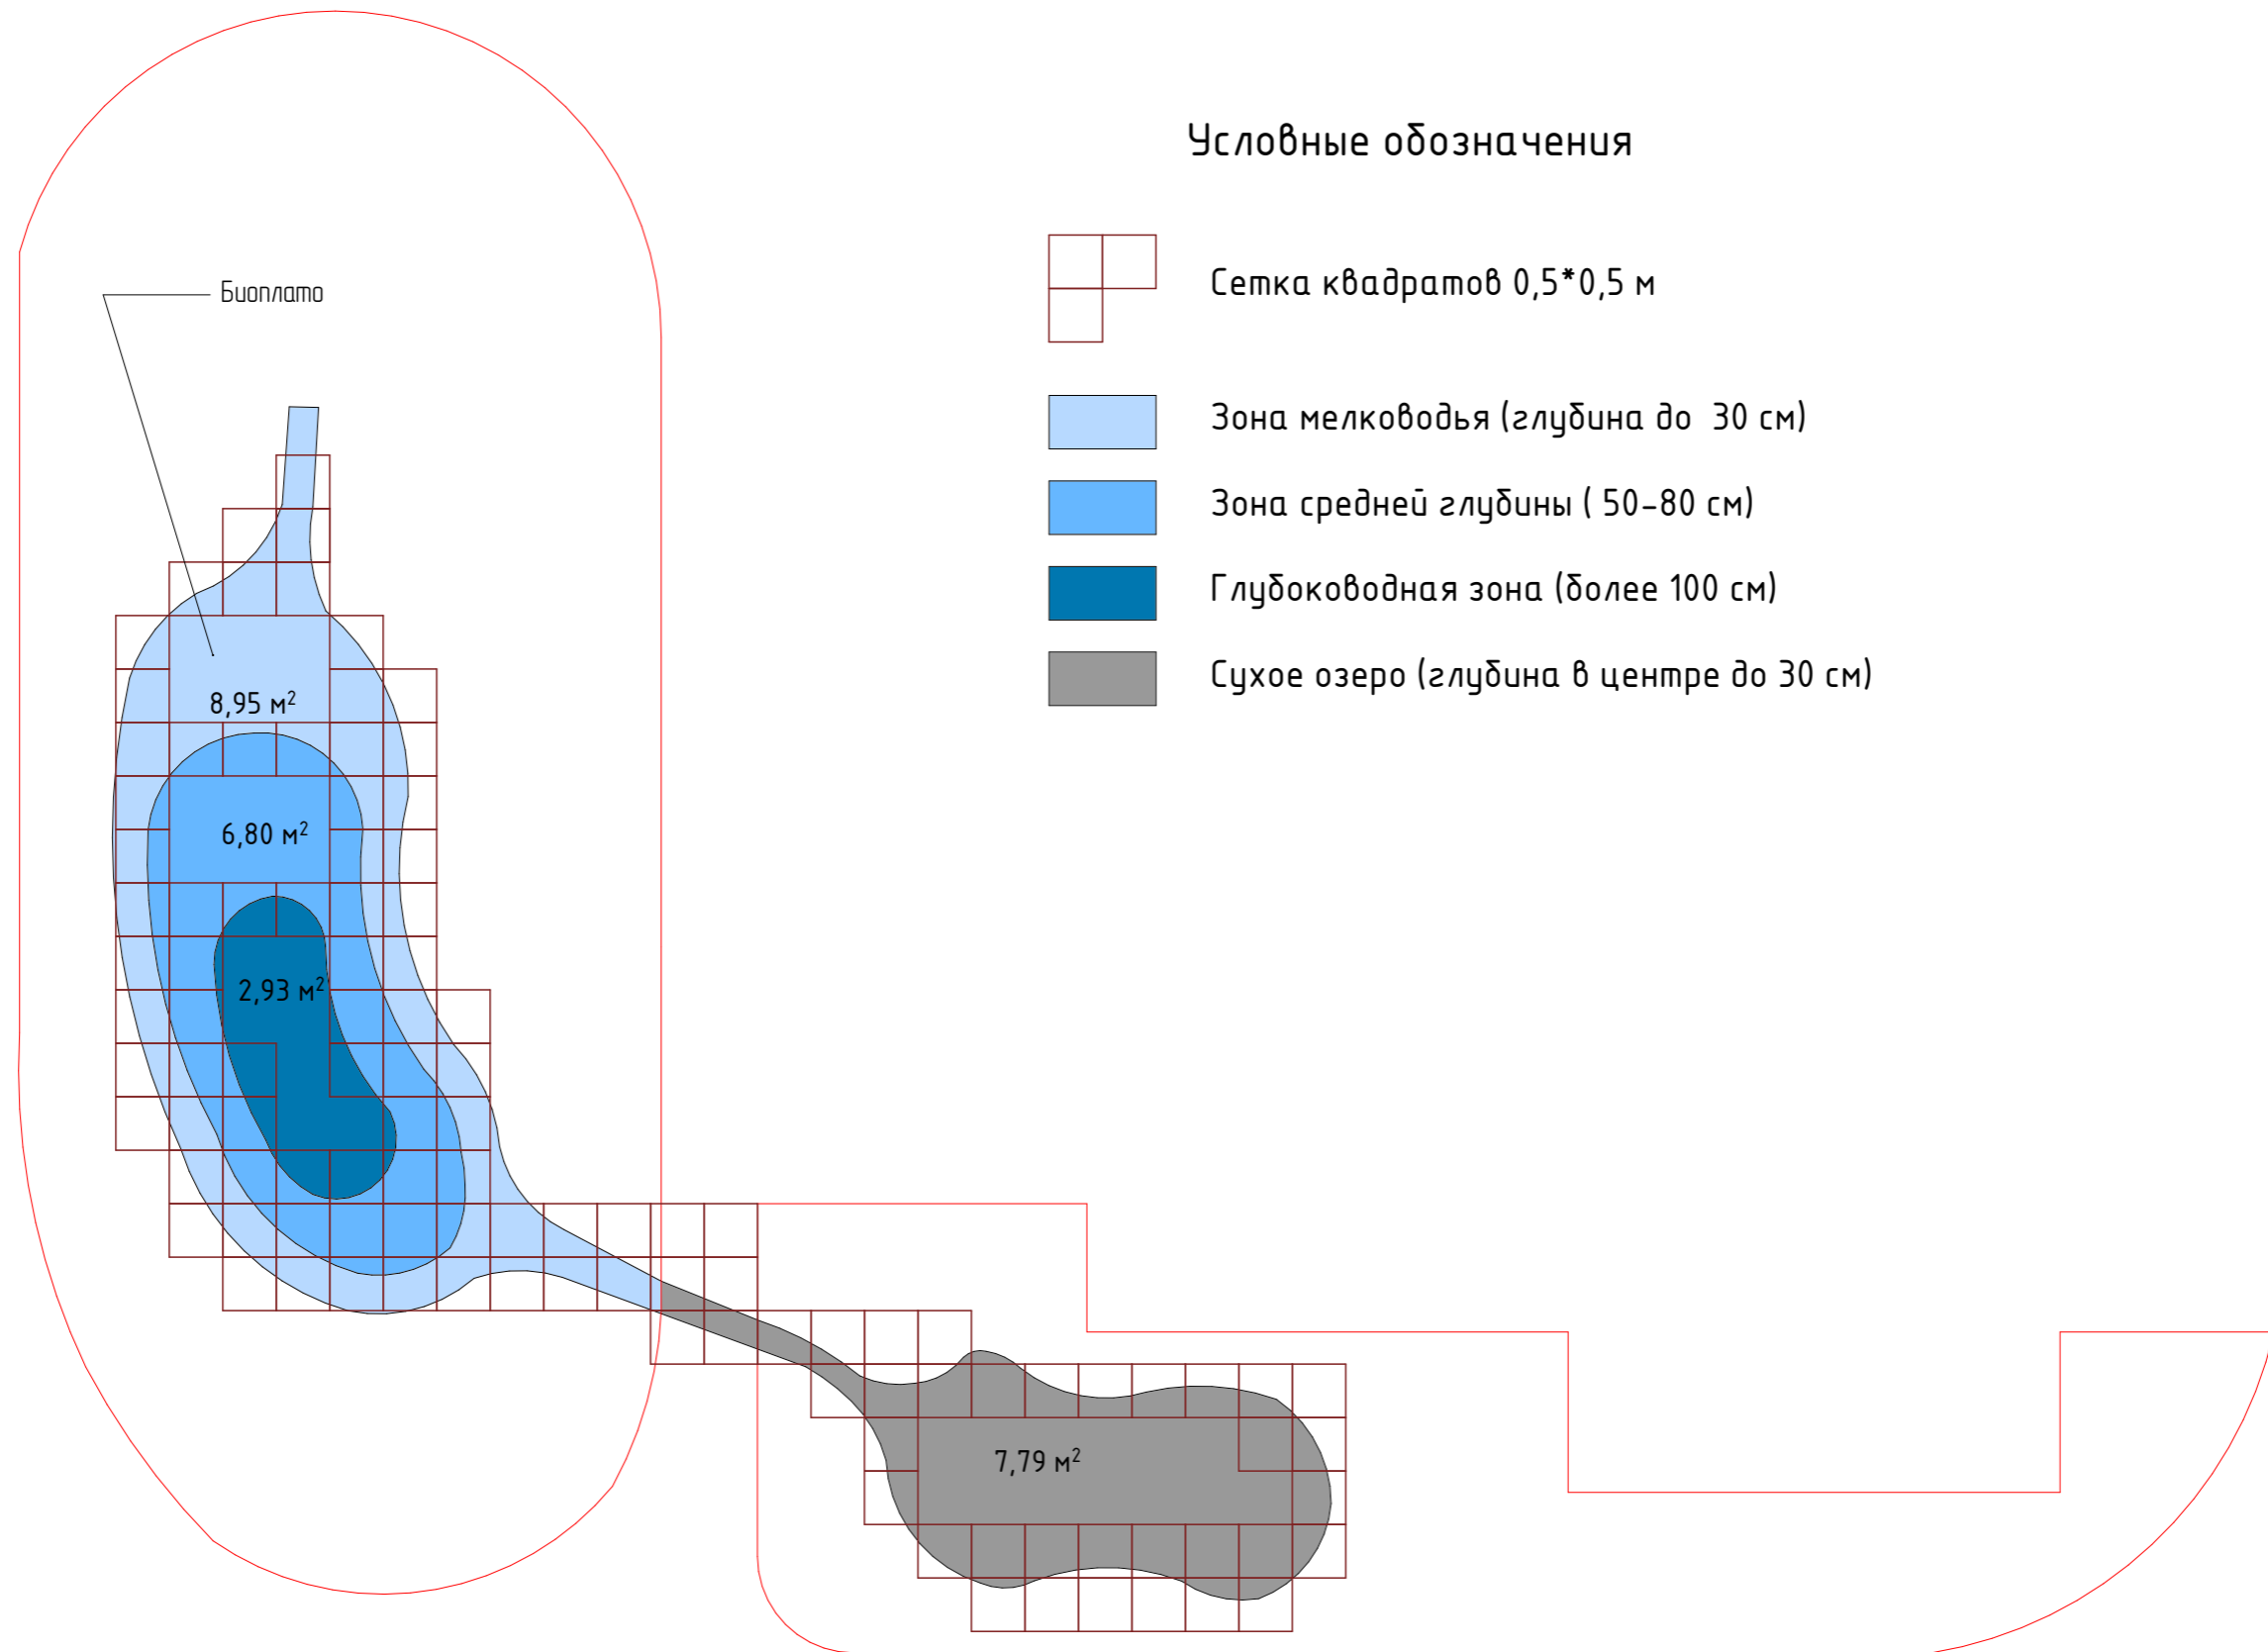 Условные обозначения
Сетка квадратов 0,5*0,5 м
Зона мелководья (глубина до 30 см)
Зона средней глубины ( 50-80 см)
Глубоководная зона (более 100 см)
Сухое озеро (глубина в центре до 30 см)
Биоплато
8,95 м²
6,80 м²
2,93 м²
7,79 м²